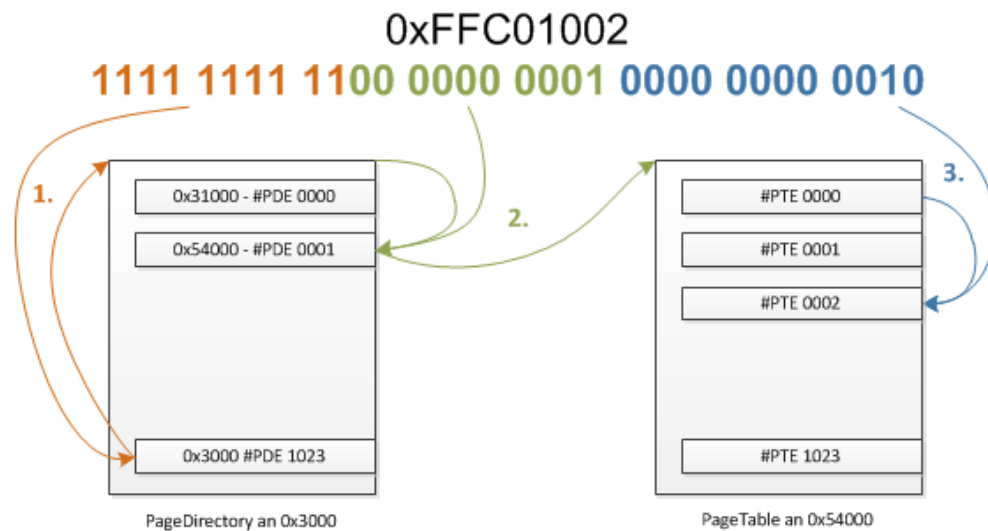 0xFFC01002
1111 1111 1100 0000 0001 0000 0000 0010
1.
0x31000 - #PDE 0000
0x54000 - #PDE 0001
0x3000 #PDE 1023
PageDirectory an 0x3000
2.
#PTE 0000
#PTE 0001
#PTE 0002
#PTE 1023
PageTable an 0x54000
3.